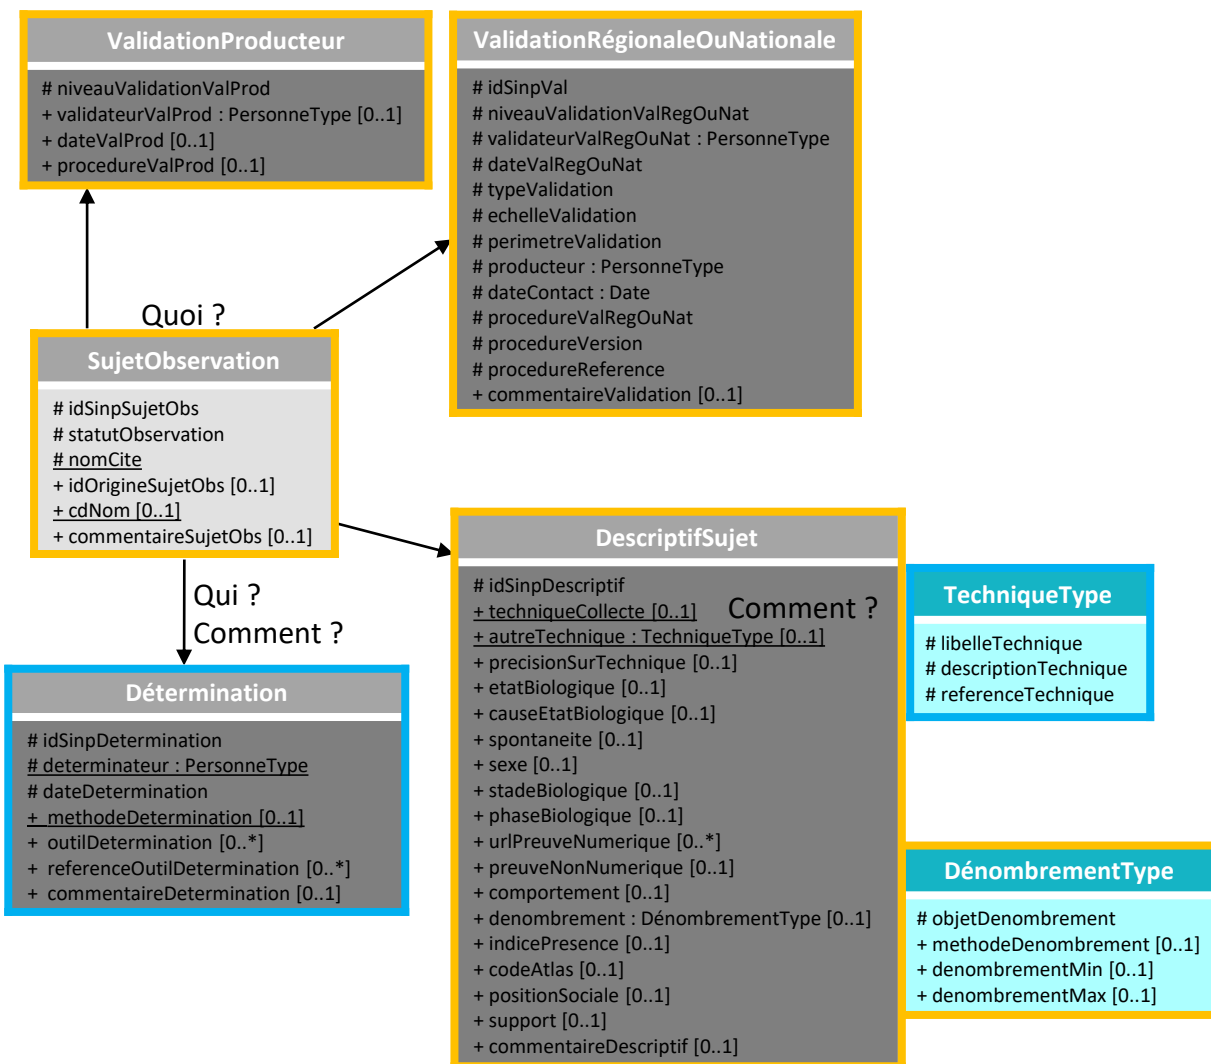 ValidationProducteur
# niveauValidationValProd
+ validateurValProd : PersonneType [0..1]
+ dateValProd [0..1]
+ procedureValProd [0..1]
ValidationRégionaleOuNationale
# idSinpVal
# niveauValidationValRegOuNat
# validateurValRegOuNat : PersonneType
# dateValRegOuNat
# typeValidation
# echelleValidation
# perimetreValidation
# producteur : PersonneType
# dateContact : Date
# procedureValRegOuNat
# procedureVersion
# procedureReference
+ commentaireValidation [0..1]
Quoi ?
SujetObservation
# idSinpSujetObs
# statutObservation
# nomCite
+ idOrigineSujetObs [0..1]
+ cdNom [0..1]
+ commentaireSujetObs [0..1]
Qui ?
Comment ?
Détermination
# idSinpDetermination
# determinateur : PersonneType
# dateDetermination
+ methodeDetermination [0..1]
+ outilDetermination [0..*]
+ referenceOutilDetermination [0..*]
+ commentaireDetermination [0..1]
DescriptifSujet
# idSinpDescriptif
+ techniqueCollecte [0..1]
Comment ?
+ autreTechnique : TechniqueType [0..1]
+ precisionSurTechnique [0..1]
+ etatBiologique [0..1]
+ causeEtatBiologique [0..1]
+ spontaneite [0..1]
+ sexe [0..1]
+ stadeBiologique [0..1]
+ phaseBiologique [0..1]
+ urlPreuveNumerique [0..*]
+ preuveNonNumerique [0..1]
+ comportement [0..1]
+ denombrement : DénombrementType [0..1]
+ indicePresence [0..1]
+ codeAtlas [0..1]
+ positionSociale [0..1]
+ support [0..1]
+ commentaireDescriptif [0..1]
TechniqueType
# libelleTechnique
# descriptionTechnique
# referenceTechnique
DénombrementType
# objetDenombrement
+ methodeDenombrement [0..1]
+ denombrementMin [0..1]
+ denombrementMax [0..1]